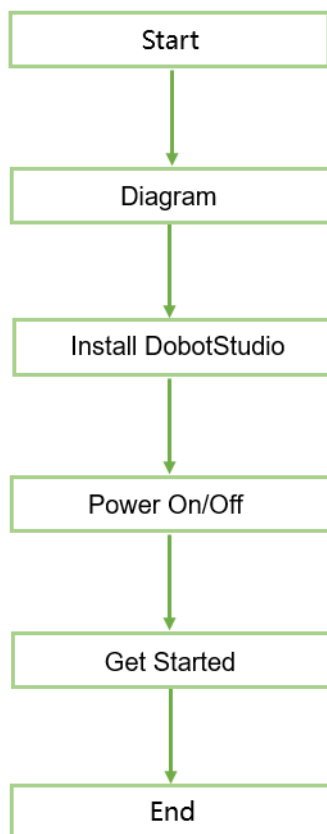 Start
Diagram
Install DobotStudio
Power On/Off
Get Started
End